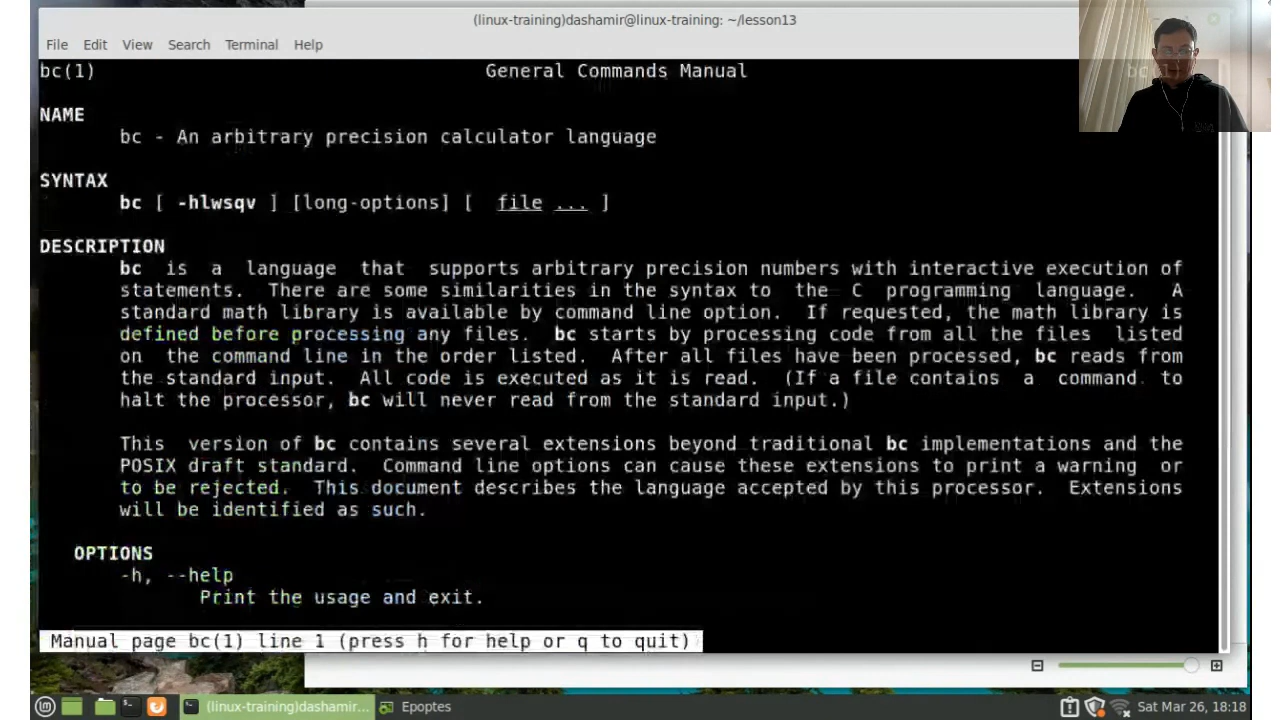 (linux-training)dashamir@linux-training: ~/lesson13
File Edit View Search Terminal Help
bc(1) General Commands Manual
NAME
bc - An arbitrary precision calculator language
SYNTAX
bc [ -hlwsqv ] [long-options] [ file ... ]
DESCRIPTION
bc is a language that supports arbitrary precision numbers with interactive execution of
statements. There are some similarities in the syntax to the C programming language. A
standard math library is available by command line option. If requested, the math library is
defined before processing any files. bc starts by processing code from all the files listed
on the command line in the order listed. After all files have been processed, bc reads from
the standard input. All code is executed as it is read. (If a file contains a command to
halt the processor, bc will never read from the standard input.)
This version of bc contains several extensions beyond traditional bc implementations and the
POSIX draft standard. Command line options can cause these extensions to print a warning or
to be rejected. This document describes the language accepted by this processor. Extensions
will be identified as such.
OPTIONS
-h, --help
Print the usage and exit.
Manual page bc(1) line 1 (press h for help or q to quit)
(linux-training)dashamir... Epoptes Sat Mar 26, 18:18